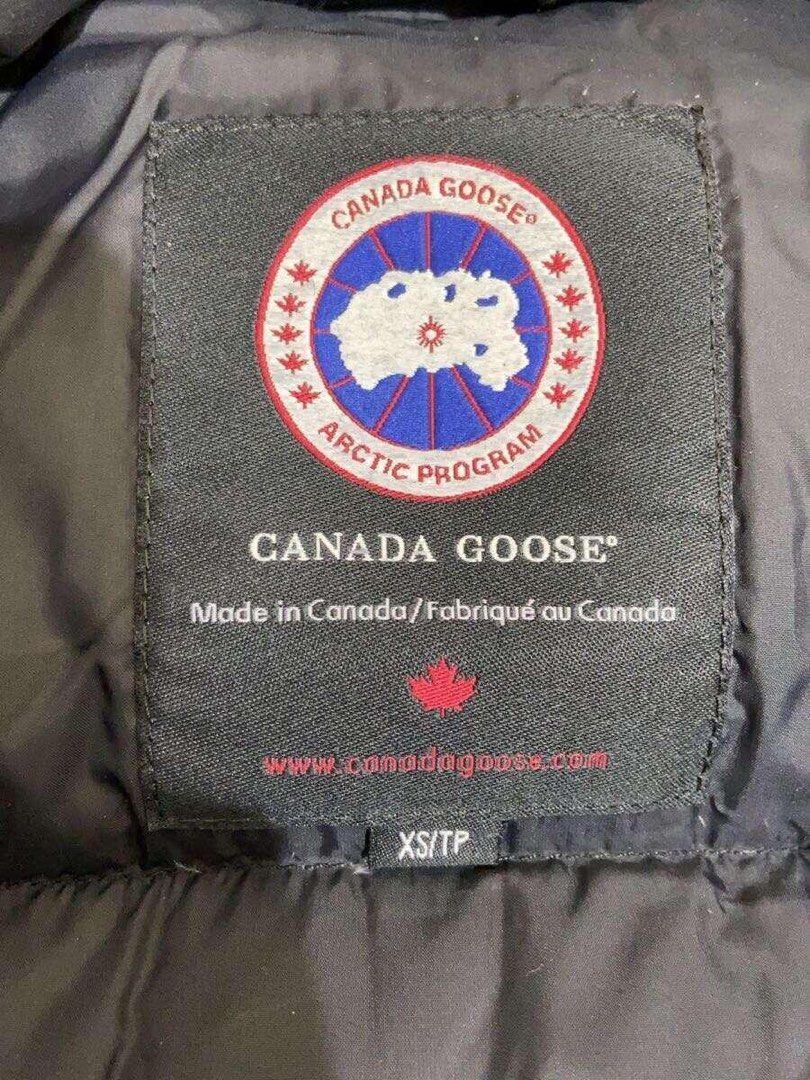 CANADA GOOSE®
ARCTIC PROGRAM
CANADA GOOSE®
Made in Canada/Fabriqué au Canada
www.canadagoose.com
XS/TP